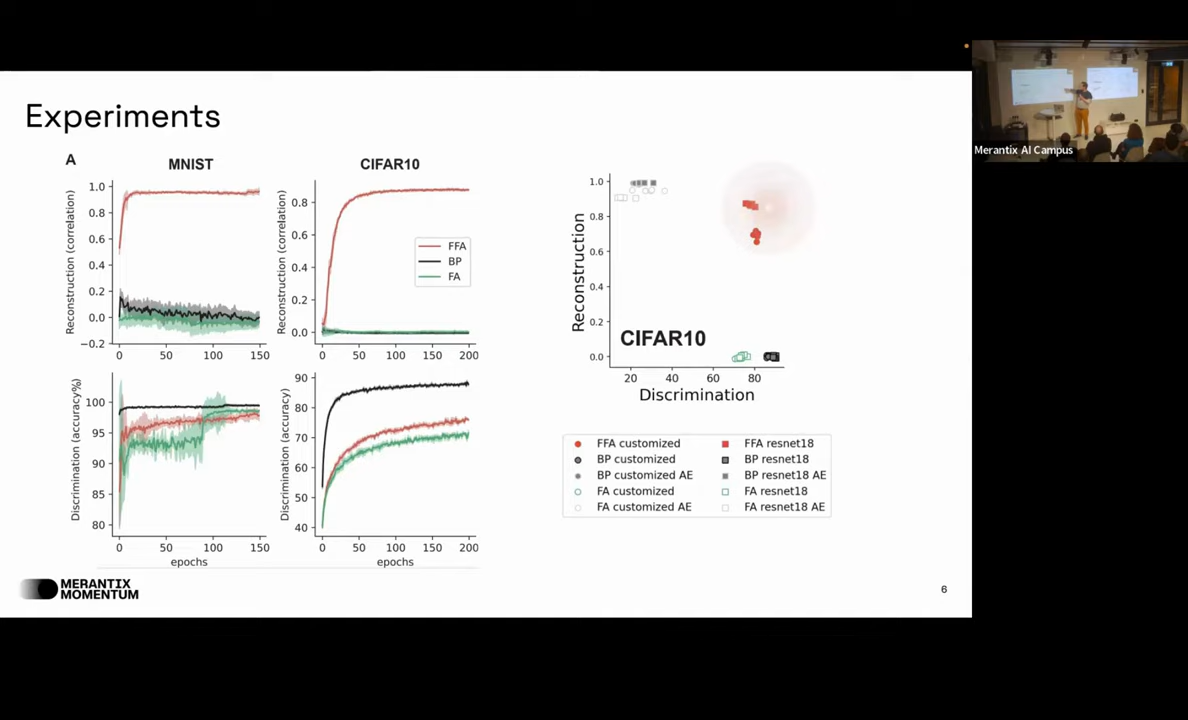 Experiments
A
MNIST
CIFAR10
Reconstruction (correlation)
1.0
0.8
0.6
0.4
0.2
0.0
−0.2
0
50
100
150
Reconstruction (correlation)
0.8
0.6
0.4
0.2
0.0
0
50
100
150
200
FFA
BP
FA
Discrimination (accuracy%)
100
95
90
85
80
0
50
100
150
epochs
Discrimination (accuracy)
90
80
70
60
50
40
0
50
100
150
200
epochs
Reconstruction
1.0
0.8
0.6
0.4
0.2
0.0
CIFAR10
20
40
60
80
Discrimination
FFA customized
BP customized
BP customized AE
FA customized
FA customized AE
FFA resnet18
BP resnet18
BP resnet18 AE
FA resnet18
FA resnet18 AE
MERANTIX
MOMENTUM
6
Merantix AI Campus